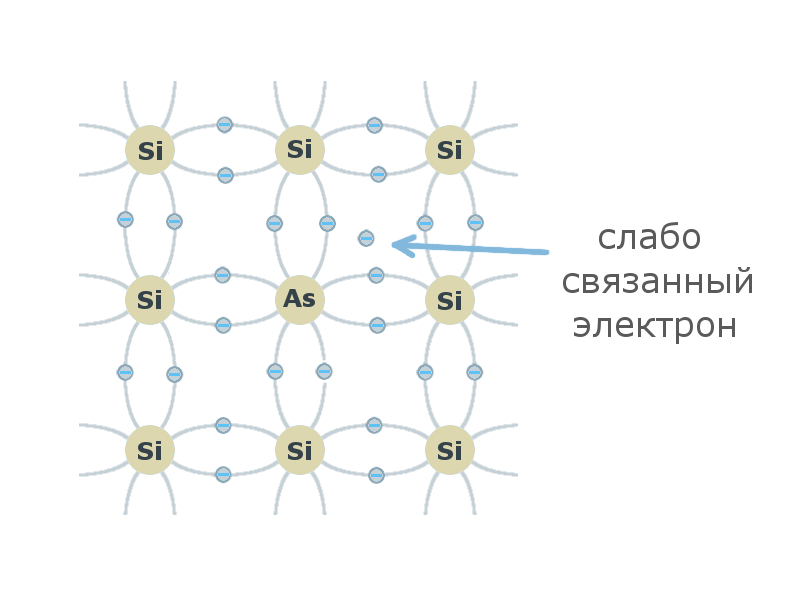 Si Si Si
слабо
связанный
электрон
Si As Si
Si Si Si